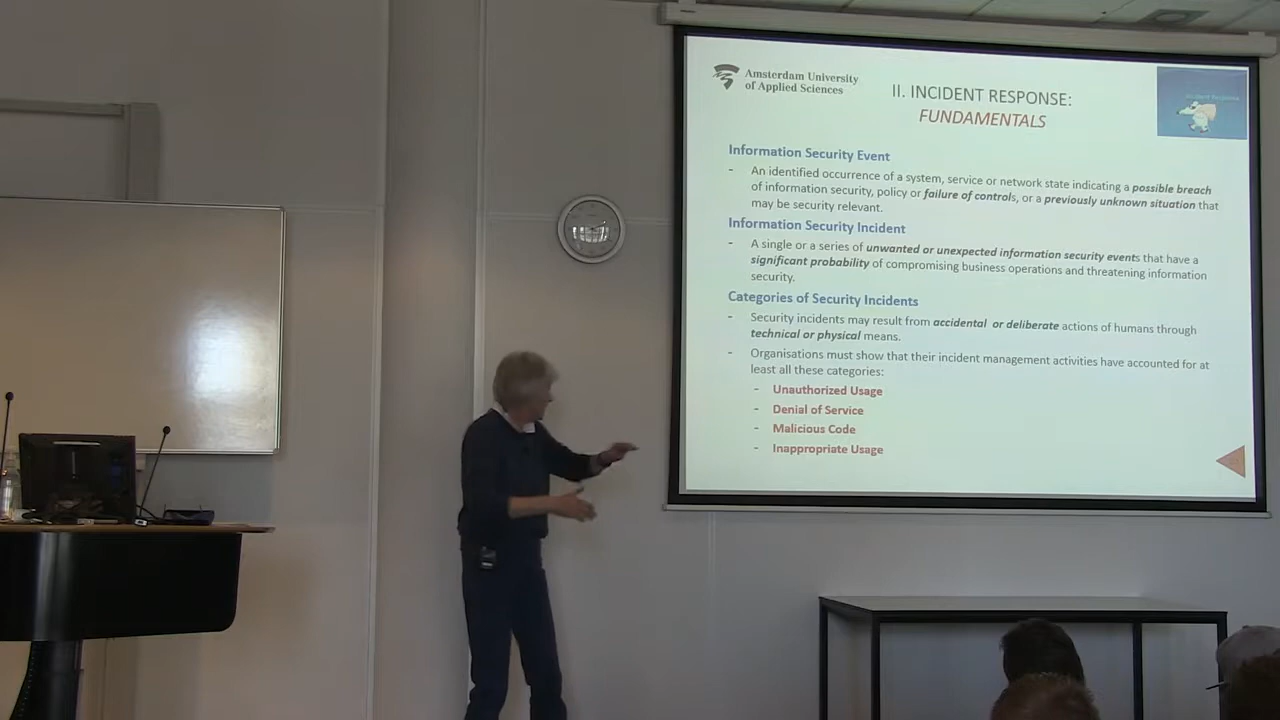 Amsterdam University
of Applied Sciences
II. INCIDENT RESPONSE:
FUNDAMENTALS
Incident Response
Information Security Event
- An identified occurrence of a system, service or network state indicating a possible breach
of information security, policy or failure of controls, or a previously unknown situation that
may be security relevant.
Information Security Incident
- A single or a series of unwanted or unexpected information security events that have a
significant probability of compromising business operations and threatening information
security.
Categories of Security Incidents
- Security incidents may result from accidental or deliberate actions of humans through
technical or physical means.
- Organisations must show that their incident management activities have accounted for at
least all these categories:
- Unauthorized Usage
- Denial of Service
- Malicious Code
- Inappropriate Usage